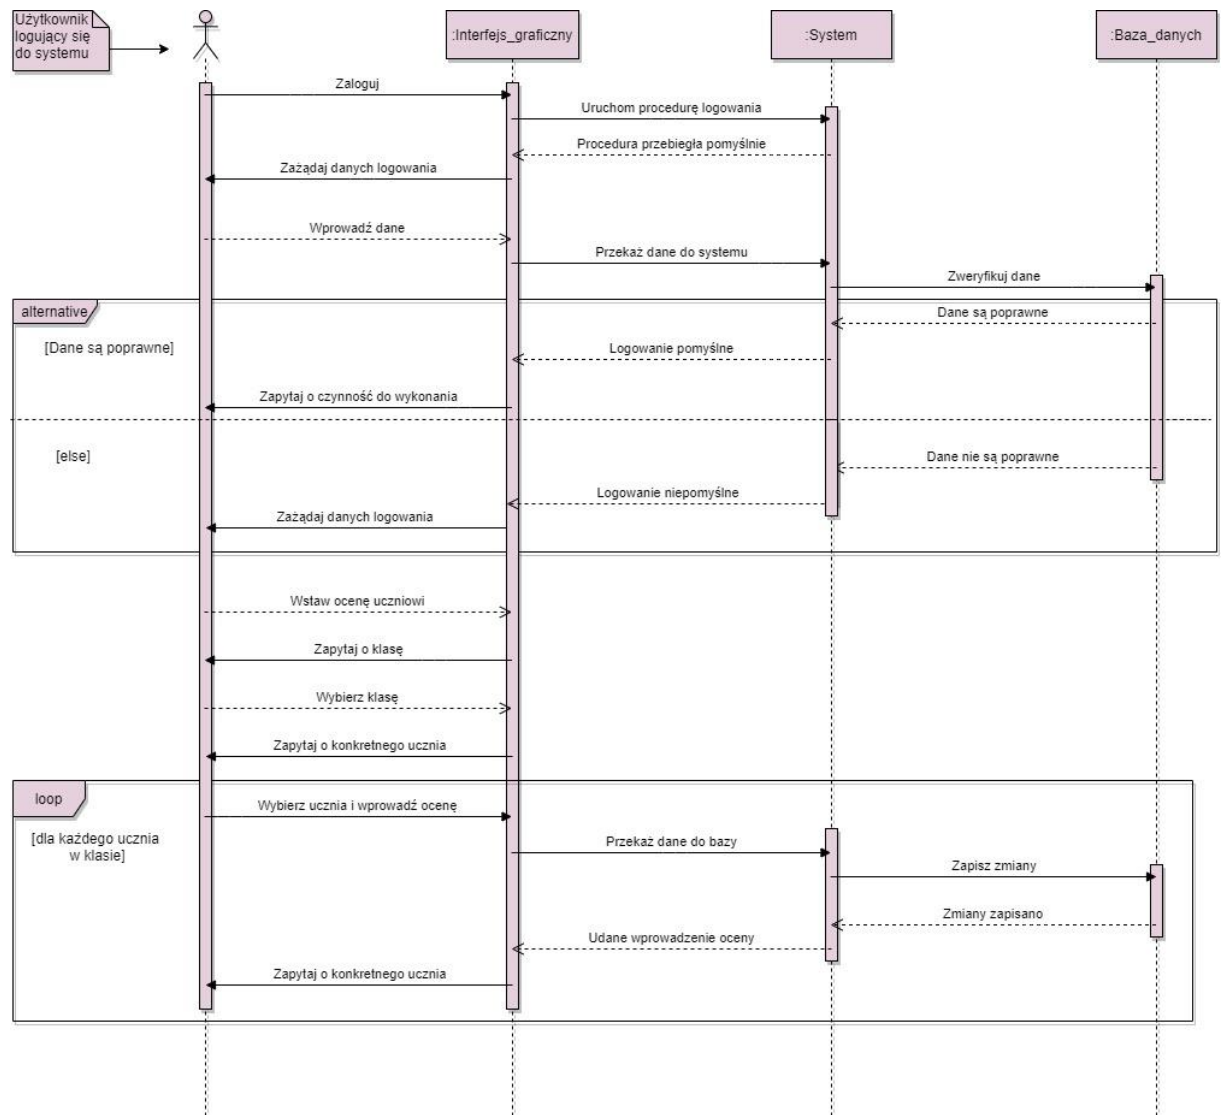 Użytkownik
logujący się
do systemu
:Interfejs_graficzny
:System
:Baza_danych
Zaloguj
Uruchom procedurę logowania
Procedura przebiegła pomyślnie
Zażądaj danych logowania
Wprowadź dane
Przekaż dane do systemu
Zweryfikuj dane
alternative
Dane są poprawne
[Dane są poprawne]
Logowanie pomyślne
Zapytaj o czynność do wykonania
[else]
Dane nie są poprawne
Logowanie niepomyślne
Zażądaj danych logowania
Wstaw ocenę uczniowi
Zapytaj o klasę
Wybierz klasę
Zapytaj o konkretnego ucznia
loop
Wybierz ucznia i wprowadź ocenę
[dla każdego ucznia
w klasie]
Przekaż dane do bazy
Zapisz zmiany
Zmiany zapisano
Udane wprowadzenie oceny
Zapytaj o konkretnego ucznia